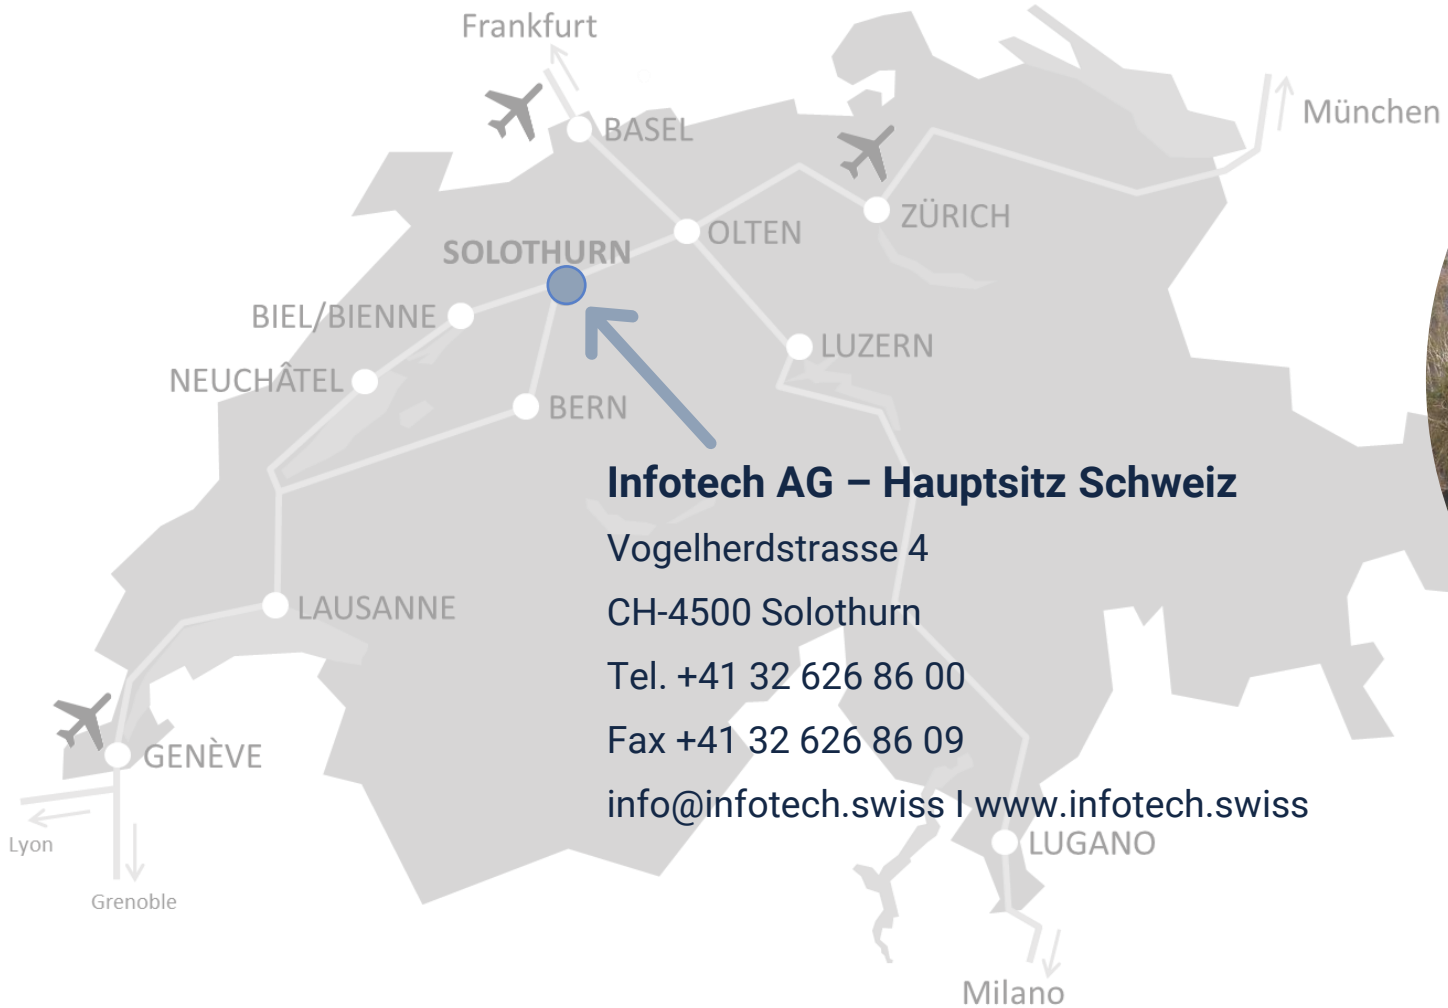 Frankfurt
München
BASEL
ZÜRICH
OLTEN
SOLOTHURN
BIEL/BIENNE
LUZERN
NEUCHÂTEL
BERN
Infotech AG – Hauptsitz Schweiz
Vogelherdstrasse 4
CH-4500 Solothurn
LAUSANNE
Tel. +41 32 626 86 00
Fax +41 32 626 86 09
GENÈVE
info@infotech.swiss I www.infotech.swiss
LUGANO
Lyon
Grenoble
Milano